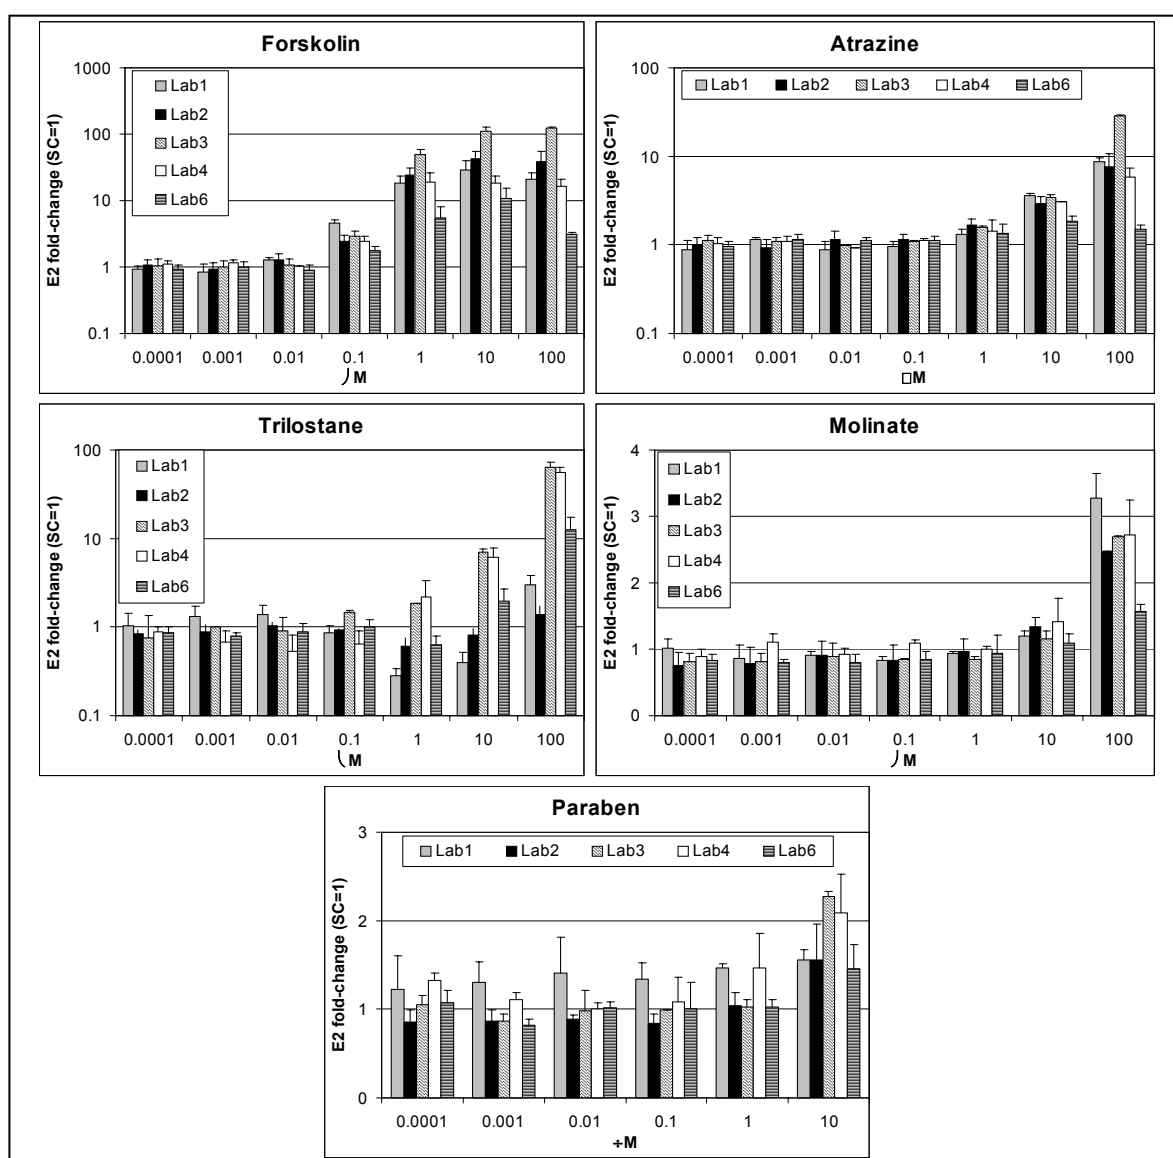 Forskolin
E2 fold-change (SC=1)
1000
100
10
1
0.1
Lab1
Lab2
Lab3
Lab4
Lab6
0.0001 0.001 0.01 0.1 1 10 100
M
Atrazine
E2 fold-change (SC=1)
100
10
1
0.1
Lab1 Lab2 Lab3 Lab4 Lab6
0.0001 0.001 0.01 0.1 1 10 100
□M
Trilostane
E2 fold-change (SC=1)
100
10
1
0.1
Lab1
Lab2
Lab3
Lab4
Lab6
0.0001 0.001 0.01 0.1 1 10 100
M
Molinate
E2 fold-change (SC=1)
4
3
2
1
0
Lab1
Lab2
Lab3
Lab4
Lab6
0.0001 0.001 0.01 0.1 1 10 100
M
Paraben
E2 fold-change (SC=1)
3
2
1
0
Lab1 Lab2 Lab3 Lab4 Lab6
0.0001 0.001 0.01 0.1 1 10
÷M